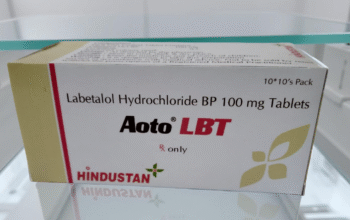 10*10's Pack
Labetalol Hydrochloride BP 100 mg Tablets
Aoto® LBT
℞ only
HINDUSTAN